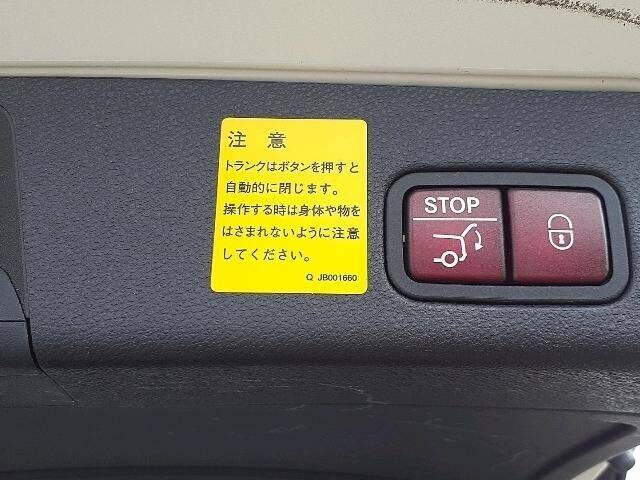 注 意
トランクはボタンを押すと
自動的に閉じます。
操作する時は身体や物を
はさまれないように注意
してください。
Q JB001660
STOP